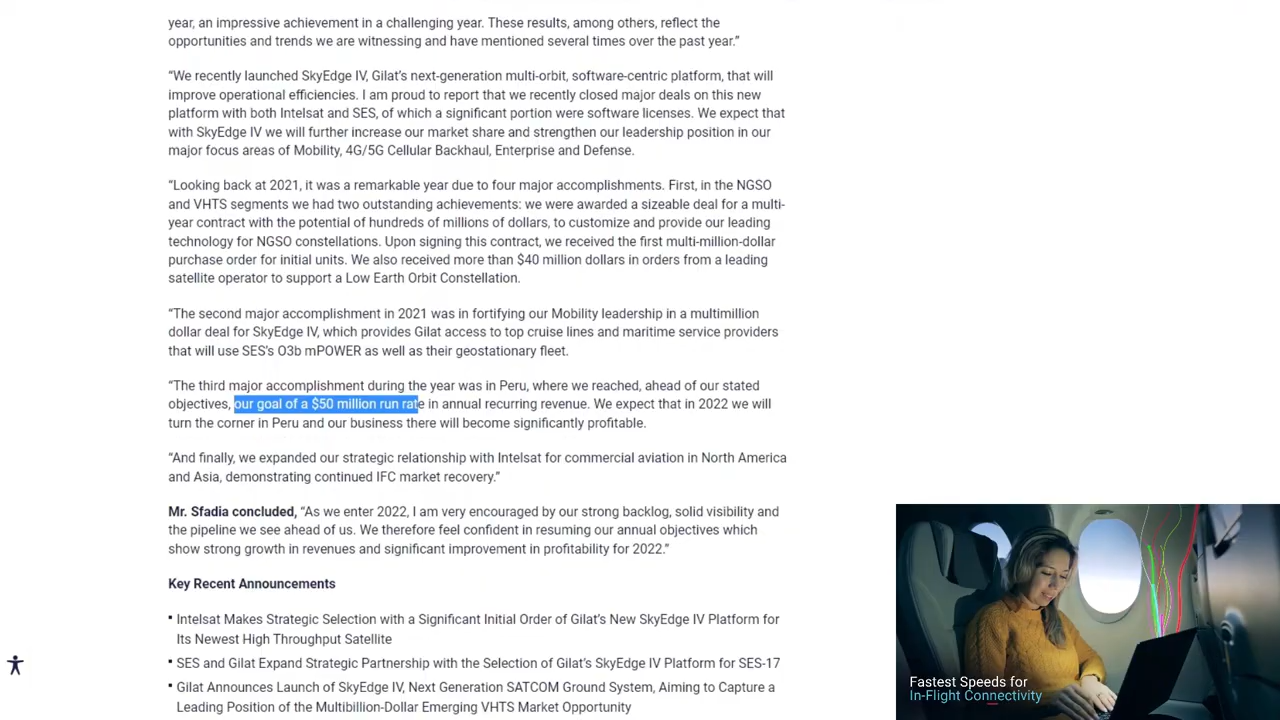 year, an impressive achievement in a challenging year. These results, among others, reflect the
opportunities and trends we are witnessing and have mentioned several times over the past year.”
“We recently launched SkyEdge IV, Gilat’s next-generation multi-orbit, software-centric platform, that will
improve operational efficiencies. I am proud to report that we recently closed major deals on this new
platform with both Intelsat and SES, of which a significant portion were software licenses. We expect that
with SkyEdge IV we will further increase our market share and strengthen our leadership position in our
major focus areas of Mobility, 4G/5G Cellular Backhaul, Enterprise and Defense.
“Looking back at 2021, it was a remarkable year due to four major accomplishments. First, in the NGSO
and VHTS segments we had two outstanding achievements: we were awarded a sizeable deal for a multi-
year contract with the potential of hundreds of millions of dollars, to customize and provide our leading
technology for NGSO constellations. Upon signing this contract, we received the first multi-million-dollar
purchase order for initial units. We also received more than $40 million dollars in orders from a leading
satellite operator to support a Low Earth Orbit Constellation.
“The second major accomplishment in 2021 was in fortifying our Mobility leadership in a multimillion
dollar deal for SkyEdge IV, which provides Gilat access to top cruise lines and maritime service providers
that will use SES’s O3b mPOWER as well as their geostationary fleet.
“The third major accomplishment during the year was in Peru, where we reached, ahead of our stated
objectives, our goal of a $50 million run rate in annual recurring revenue. We expect that in 2022 we will
turn the corner in Peru and our business there will become significantly profitable.
“And finally, we expanded our strategic relationship with Intelsat for commercial aviation in North America
and Asia, demonstrating continued IFC market recovery.”
Mr. Sfadia concluded, “As we enter 2022, I am very encouraged by our strong backlog, solid visibility and
the pipeline we see ahead of us. We therefore feel confident in resuming our annual objectives which
show strong growth in revenues and significant improvement in profitability for 2022.”
Key Recent Announcements
▪ Intelsat Makes Strategic Selection with a Significant Initial Order of Gilat’s New SkyEdge IV Platform for
Its Newest High Throughput Satellite
▪ SES and Gilat Expand Strategic Partnership with the Selection of Gilat’s SkyEdge IV Platform for SES-17
▪ Gilat Announces Launch of SkyEdge IV, Next Generation SATCOM Ground System, Aiming to Capture a
Leading Position of the Multibillion-Dollar Emerging VHTS Market Opportunity
Fastest Speeds for
In-Flight Connectivity